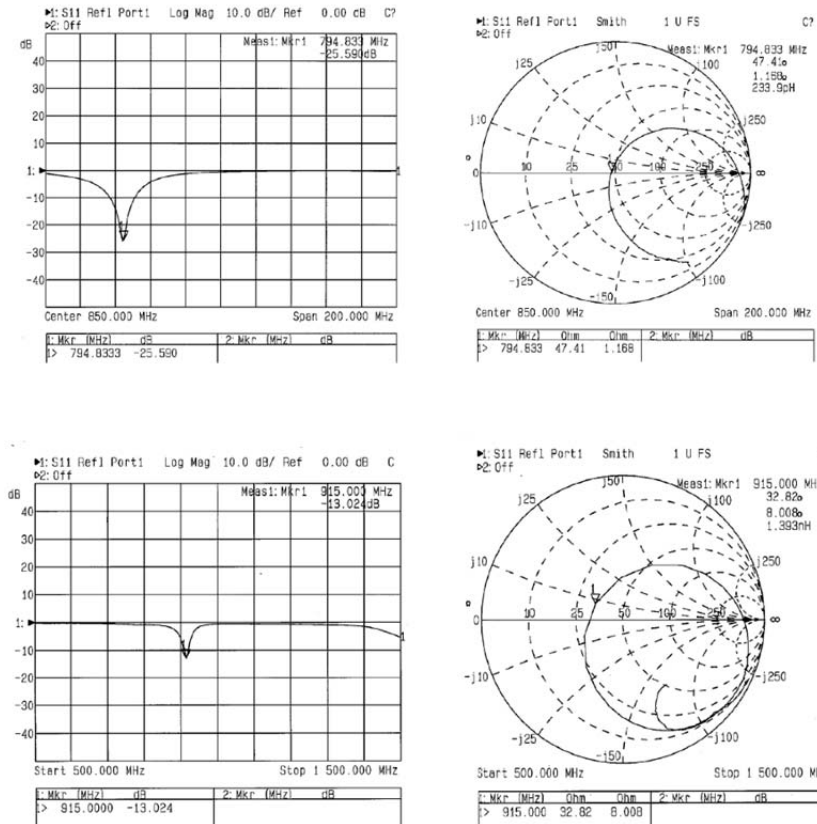 ▶1: S11 Refl Port1 Log Mag 10.0 dB/ Ref 0.00 dB C?
▷2: Off
dB
Meas1: Mkr1 794.833 MHz
-25.590dB
40
30
20
10
1: ▶
1
-10
-20
-30
-40
Center 850.000 MHz Span 200.000 MHz
1: Mkr (MHz) dB 2: Mkr (MHz) dB
1> 794.8333 -25.590
▶1: S11 Refl Port1 Smith 1 U FS C?
▷2: Off
Meas1: Mkr1 794.833 MHz
47.41Ω
1.168Ω
233.9pH
j50
j25 j100
j10 j250
0 10 25 50 100 250 ∞
-j10 -j250
-j25 -j100
-j50
Center 850.000 MHz Span 200.000 MHz
1: Mkr (MHz) Ohm Ohm 2: Mkr (MHz) dB
1> 794.833 47.41 1.168
▶1: S11 Refl Port1 Log Mag 10.0 dB/ Ref 0.00 dB C
▷2: Off
dB
Meas1: Mkr1 915.000 MHz
-13.024dB
40
30
20
10
1: ▶
1
-10
-20
-30
-40
Start 500.000 MHz Stop 1 500.000 MHz
1: Mkr (MHz) dB 2: Mkr (MHz) dB
1> 915.0000 -13.024
▶1: S11 Refl Port1 Smith 1 U FS
▷2: Off
Meas1: Mkr1 915.000 MH
32.82Ω
8.008Ω
1.393nH
j50
j25 j100
j10 j250
0 10 25 50 100 250 ∞
-j10 -j250
-j25 -j100
-j50
Start 500.000 MHz Stop 1 500.000 M
1: Mkr (MHz) Ohm Ohm 2: Mkr (MHz) dB
1> 915.000 32.82 8.008